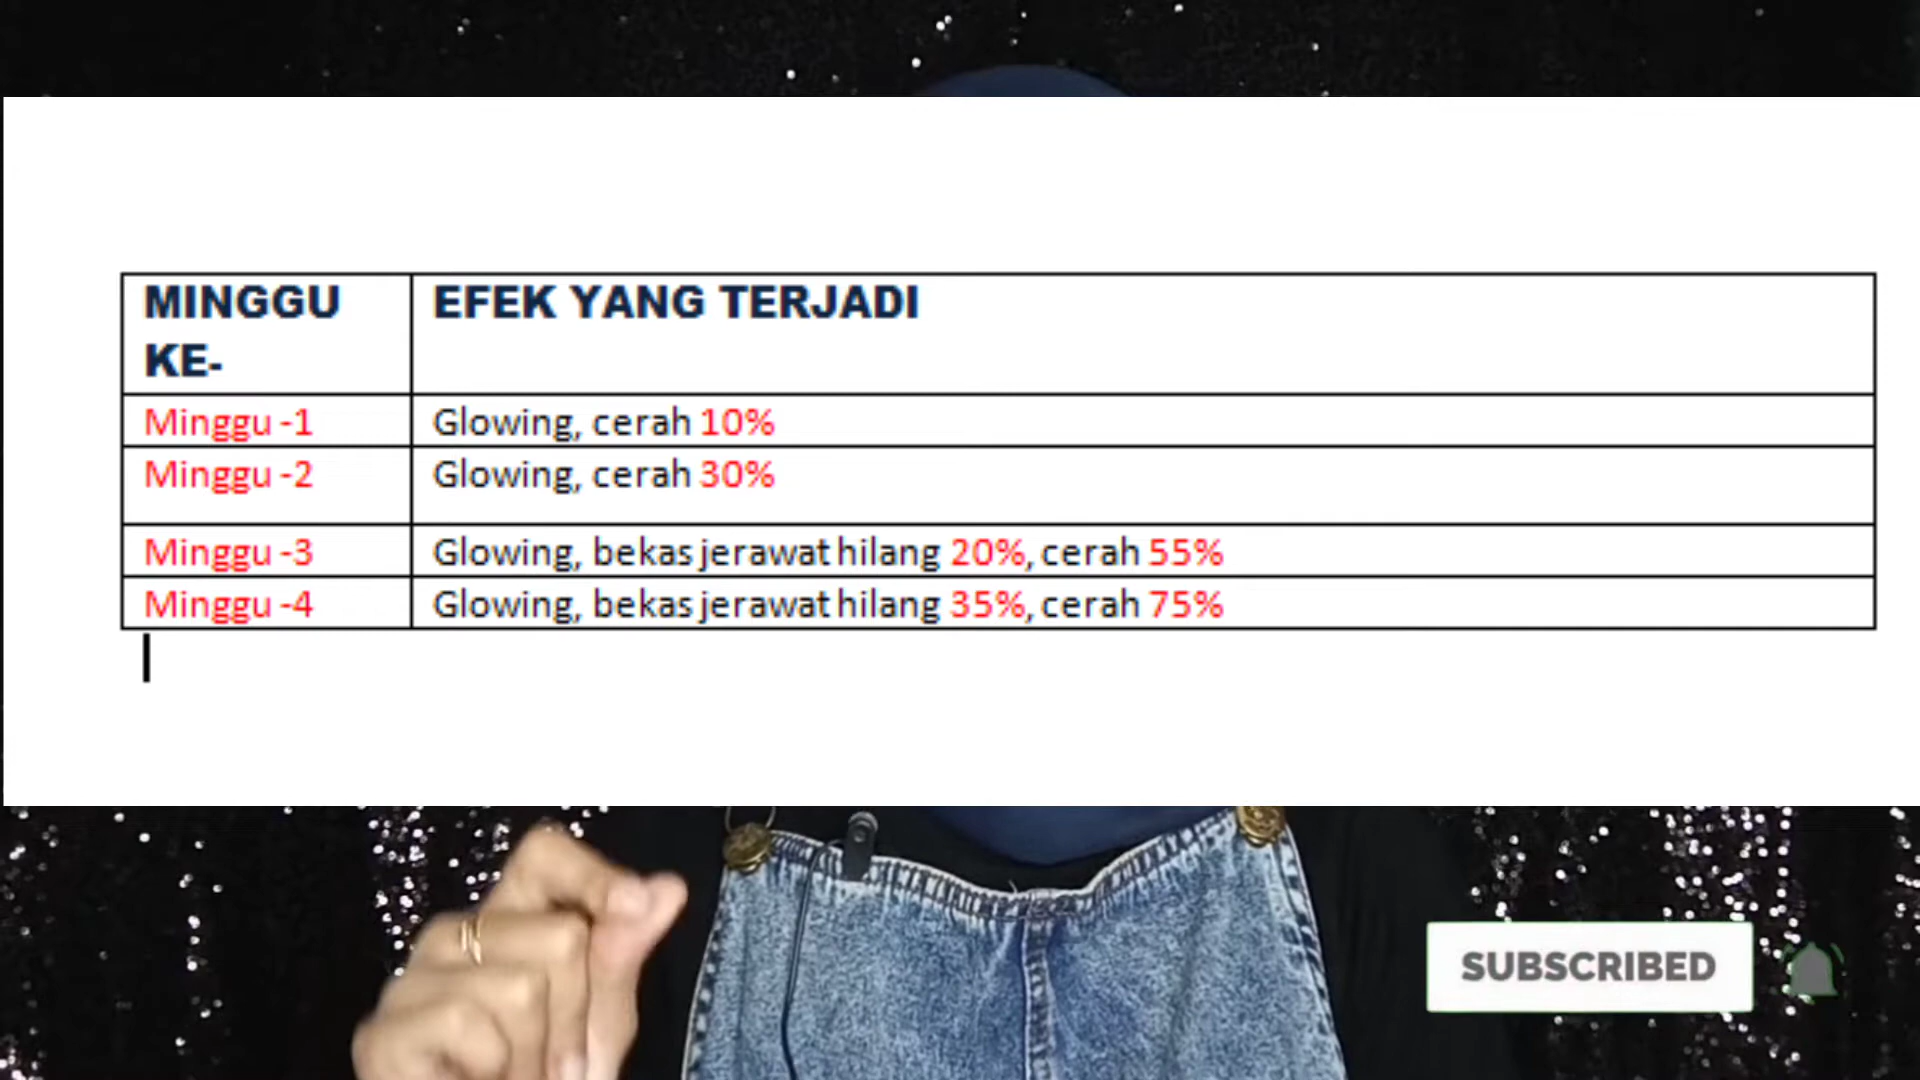 MINGGU
KE-
EFEK YANG TERJADI
Minggu -1
Glowing, cerah 10%
Minggu -2
Glowing, cerah 30%
Minggu -3
Glowing, bekas jerawat hilang 20%, cerah 55%
Minggu -4
Glowing, bekas jerawat hilang 35%, cerah 75%
SUBSCRIBED